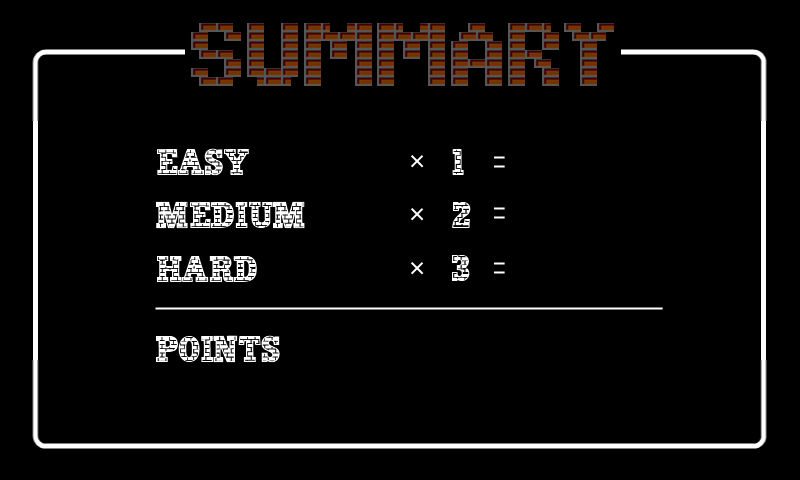 SUMMARY
EASY × 1 =
MEDIUM × 2 =
HARD × 3 =
POINTS